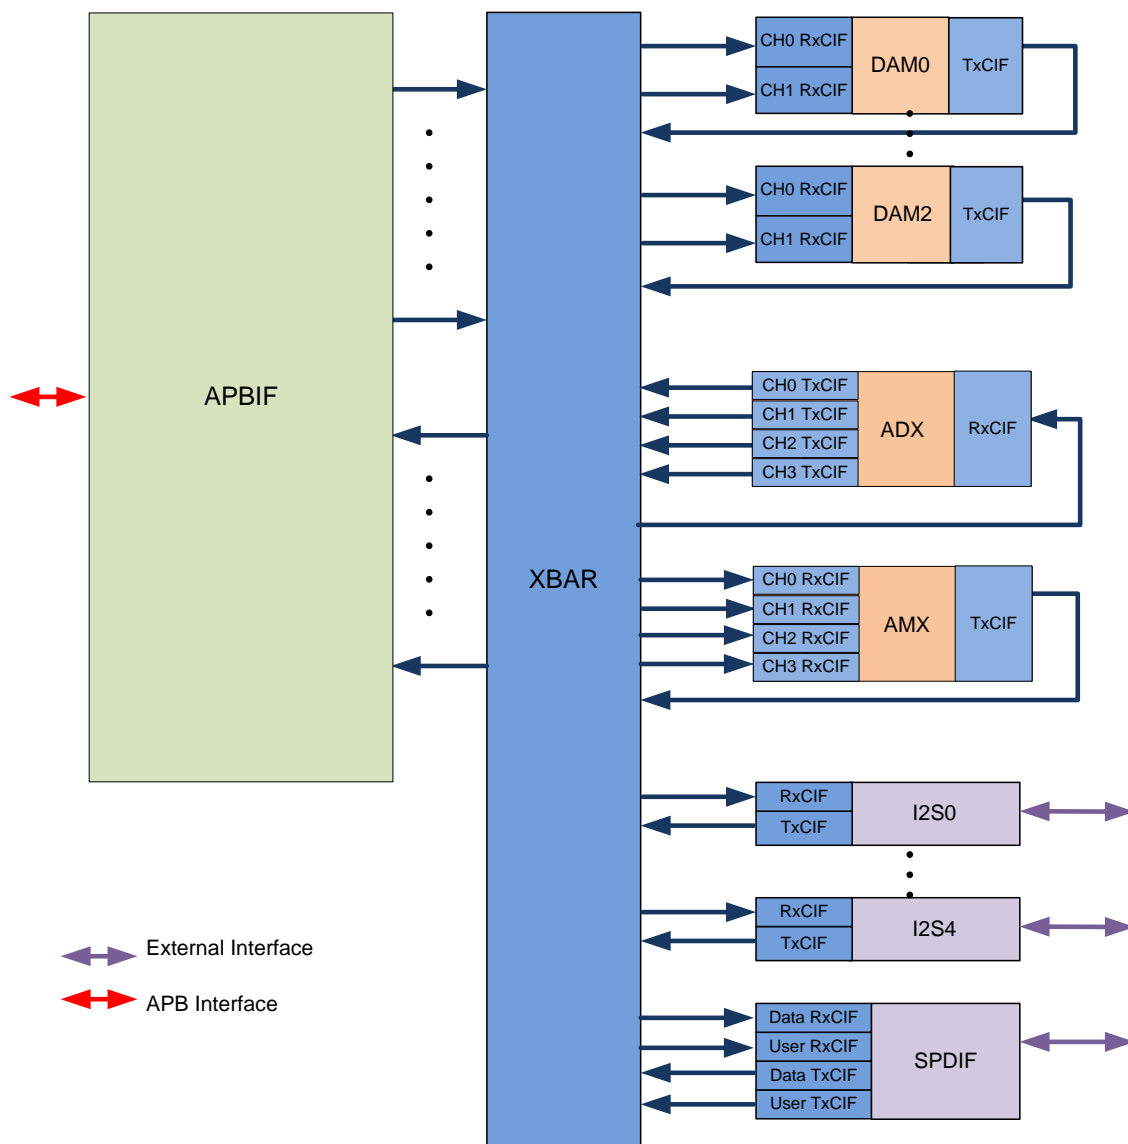 APBIF
XBAR
CH0 RxCIF
CH1 RxCIF
DAM0
TxCIF
CH0 RxCIF
CH1 RxCIF
DAM2
TxCIF
CH0 TxCIF
CH1 TxCIF
CH2 TxCIF
CH3 TxCIF
ADX
RxCIF
CH0 RxCIF
CH1 RxCIF
CH2 RxCIF
CH3 RxCIF
AMX
TxCIF
RxCIF
TxCIF
I2S0
RxCIF
TxCIF
I2S4
Data RxCIF
User RxCIF
Data TxCIF
User TxCIF
SPDIF
External Interface
APB Interface